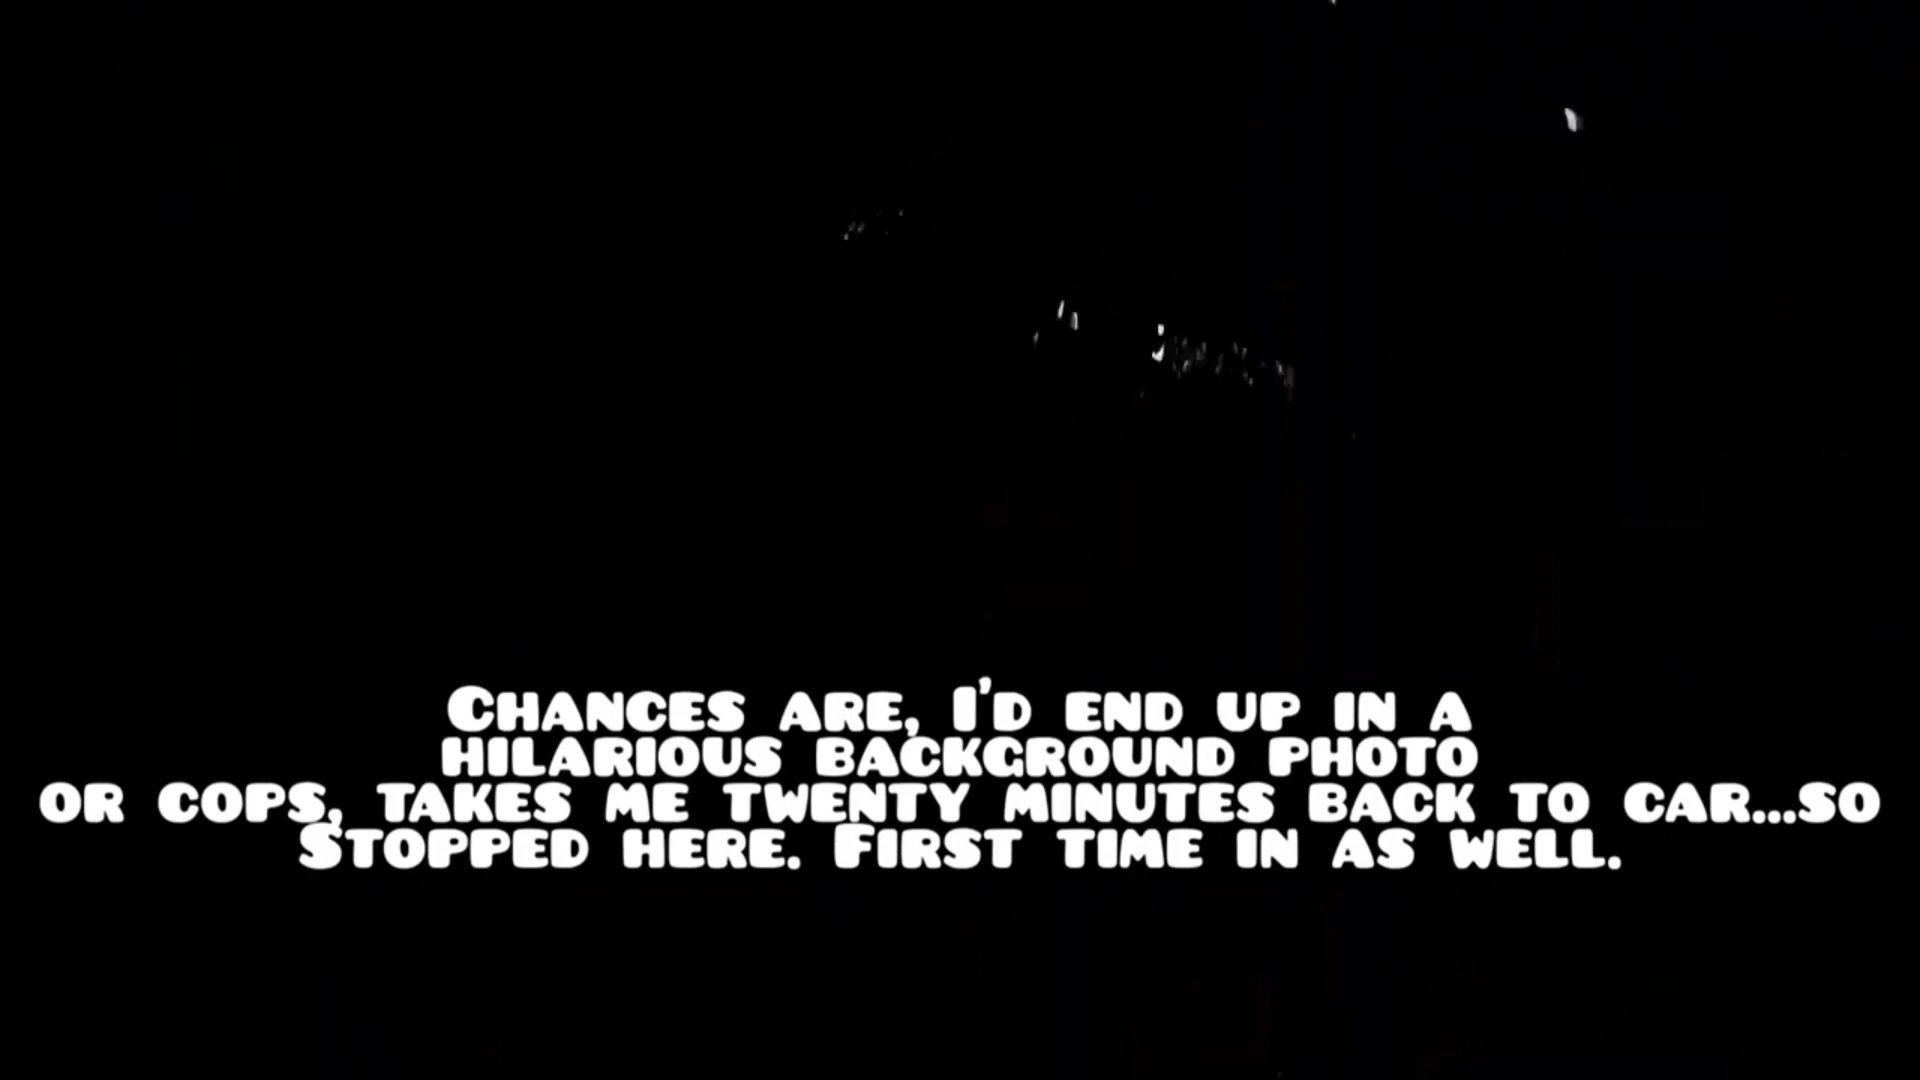 Chances are, I'd end up in a
hilarious background photo
or cops, takes me twenty minutes back to car...so
Stopped here. First time in as well.